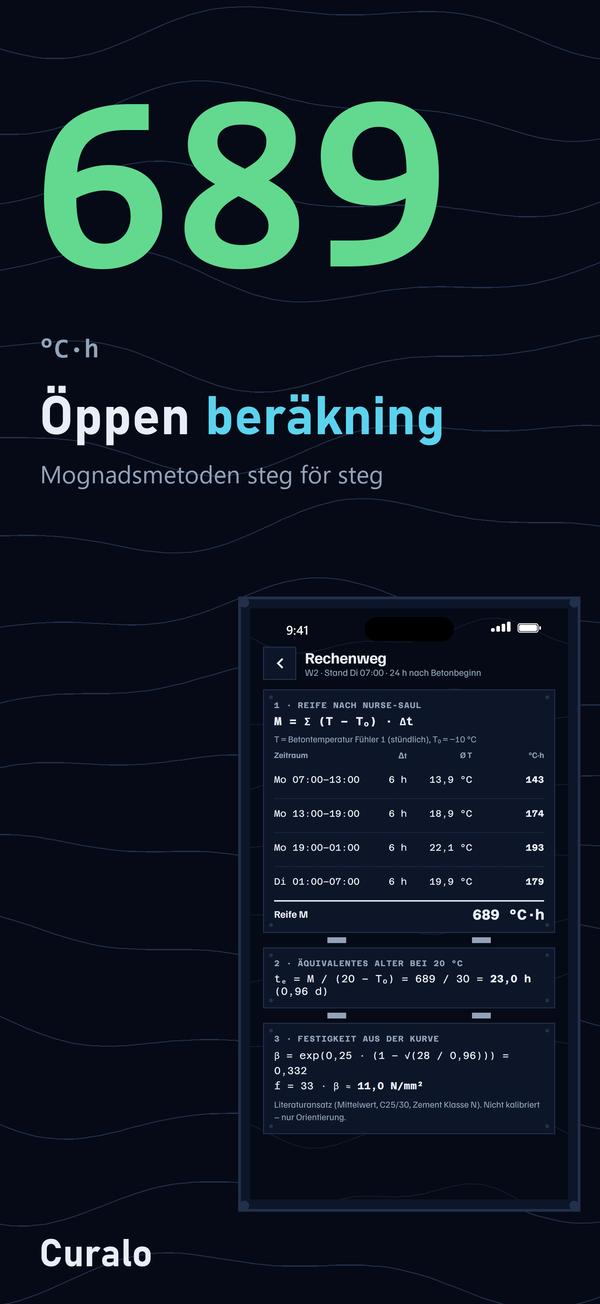 689
°C·h
Öppen beräkning
Mognadsmetoden steg för steg
9:41
Rechenweg
W2 · Stand Di 07:00 · 24 h nach Betonbeginn
1 · REIFE NACH NURSE-SAUL
M = Σ (T − T₀) · Δt
T = Betontemperatur Fühler 1 (stündlich), T₀ = −10 °C
Zeitraum Δt Ø T °C·h
Mo 07:00–13:00 6 h 13,9 °C 143
Mo 13:00–19:00 6 h 18,9 °C 174
Mo 19:00–01:00 6 h 22,1 °C 193
Di 01:00–07:00 6 h 19,9 °C 179
Reife M 689 °C·h
2 · ÄQUIVALENTES ALTER BEI 20 °C
tₑ = M / (20 − T₀) = 689 / 30 = 23,0 h
(0,96 d)
3 · FESTIGKEIT AUS DER KURVE
β = exp(0,25 · (1 − √(28 / 0,96))) =
0,332
f = 33 · β ≈ 11,0 N/mm²
Literaturansatz (Mittelwert, C25/30, Zement Klasse N). Nicht kalibriert
– nur Orientierung.
Curalo